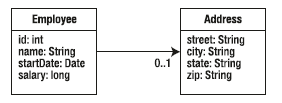 Employee
id: int
name: String
startDate: Date
salary: long
0..1
Address
street: String
city: String
state: String
zip: String